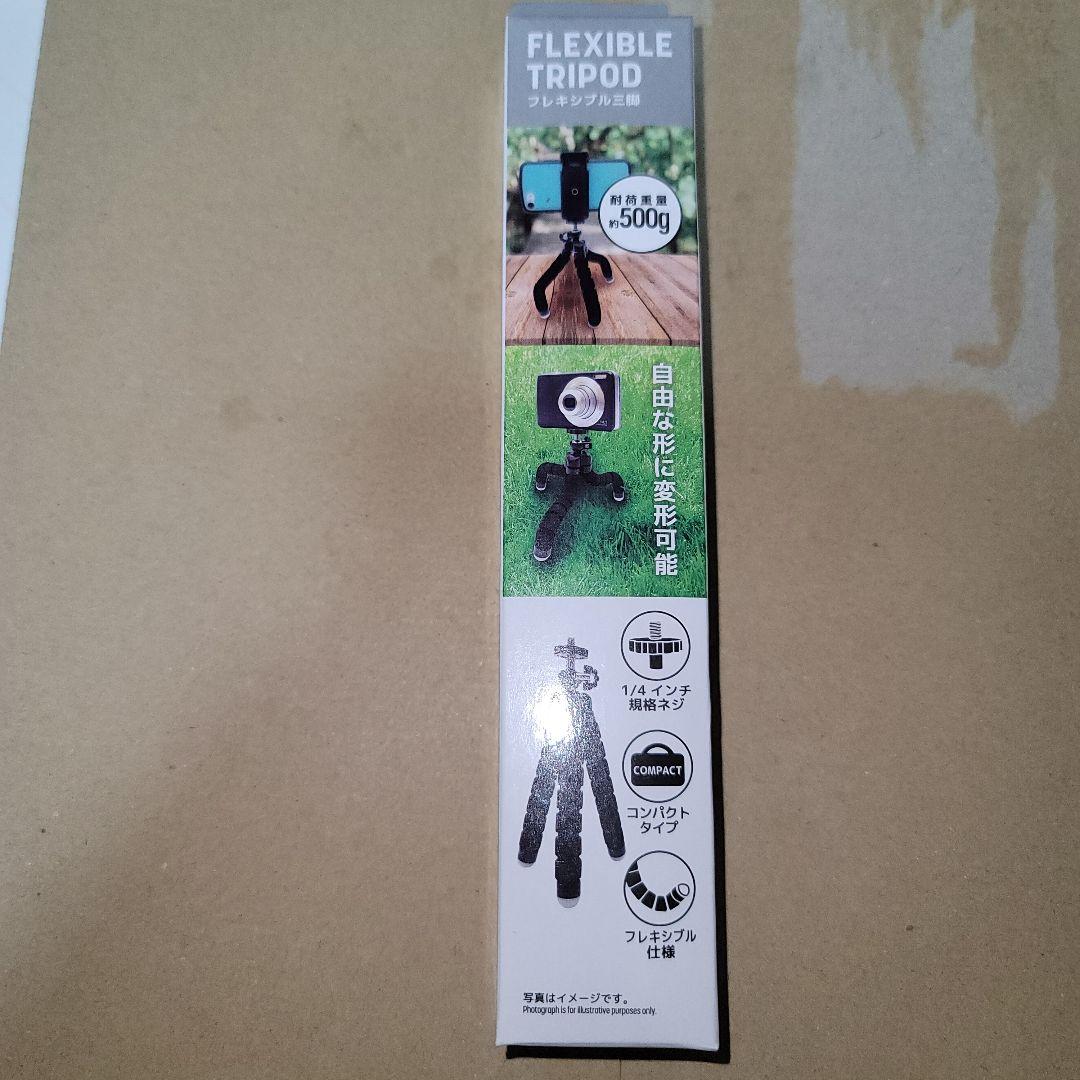 FLEXIBLE
TRIPOD
フレキシブル三脚
耐荷重量
約500g
自由な形に変形可能
1/4 インチ
規格ネジ
COMPACT
コンパクト
タイプ
フレキシブル
仕様
写真はイメージです。
Photograph is for illustrative purposes only.